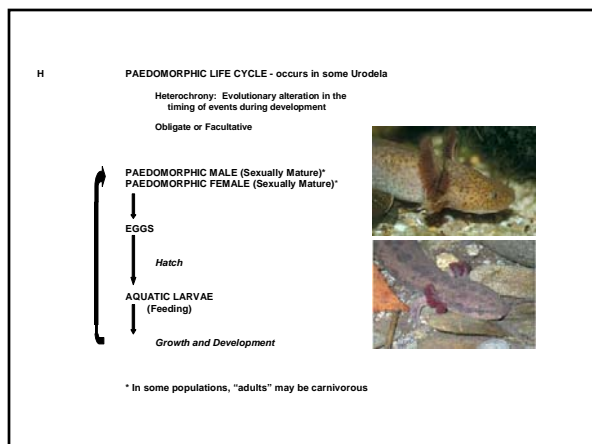 H
PAEDOMORPHIC LIFE CYCLE - occurs in some Urodela
Heterochrony: Evolutionary alteration in the
timing of events during development
Obligate or Facultative
PAEDOMORPHIC MALE (Sexually Mature)*
PAEDOMORPHIC FEMALE (Sexually Mature)*
EGGS
Hatch
AQUATIC LARVAE
(Feeding)
Growth and Development
* In some populations, “adults” may be carnivorous